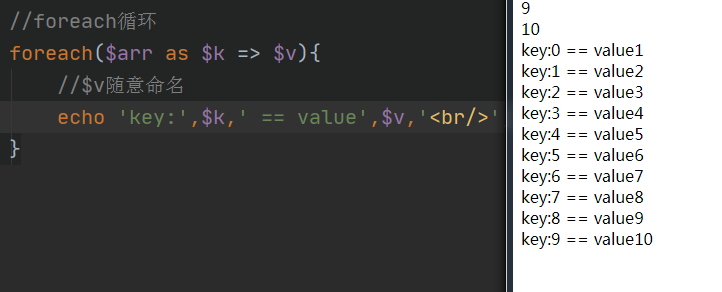 //foreach循环
foreach($arr as $k => $v){
//$v随意命名
echo 'key:',$k,' == value',$v,'<br/>'
}
9
10
key:0 == value1
key:1 == value2
key:2 == value3
key:3 == value4
key:4 == value5
key:5 == value6
key:6 == value7
key:7 == value8
key:8 == value9
key:9 == value10